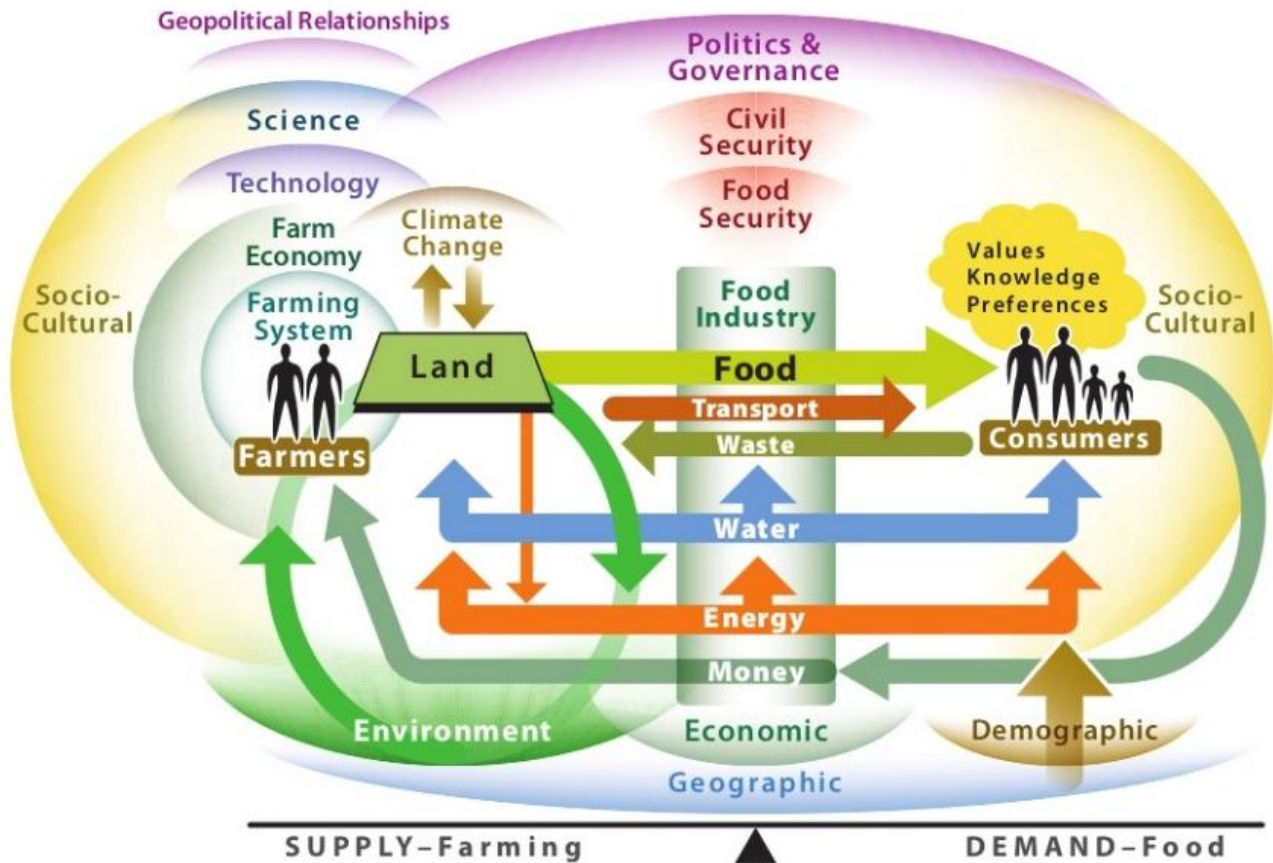 Geopolitical Relationships
Politics &
Governance
Science
Civil
Security
Technology
Food
Security
Climate
Change
Farm
Economy
Values
Knowledge
Preferences
Socio-
Cultural
Farming
System
Food
Industry
Socio-
Cultural
Land
Food
Transport
Waste
Farmers
Consumers
Water
Energy
Money
Environment
Economic
Demographic
Geographic
SUPPLY–Farming
DEMAND–Food